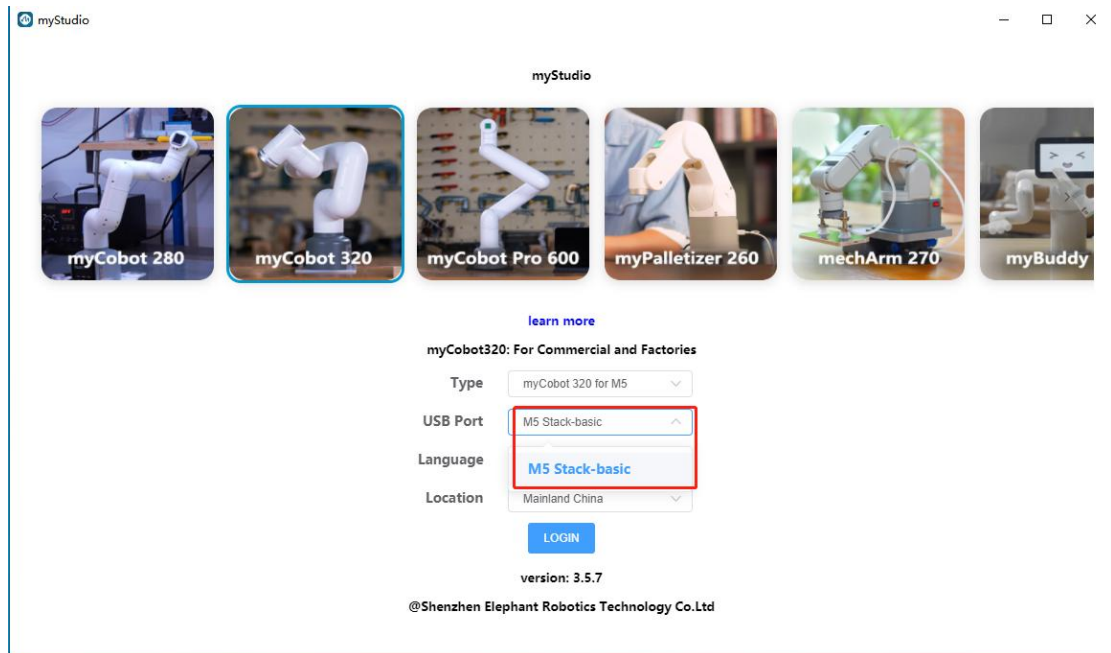 myStudio
myStudio
myCobot 280
myCobot 320
myCobot Pro 600
myPalletizer 260
mechArm 270
myBuddy
learn more
myCobot320: For Commercial and Factories
Type myCobot 320 for M5
USB Port M5 Stack-basic
Language M5 Stack-basic
Location Mainland China
LOGIN
version: 3.5.7
@Shenzhen Elephant Robotics Technology Co.Ltd